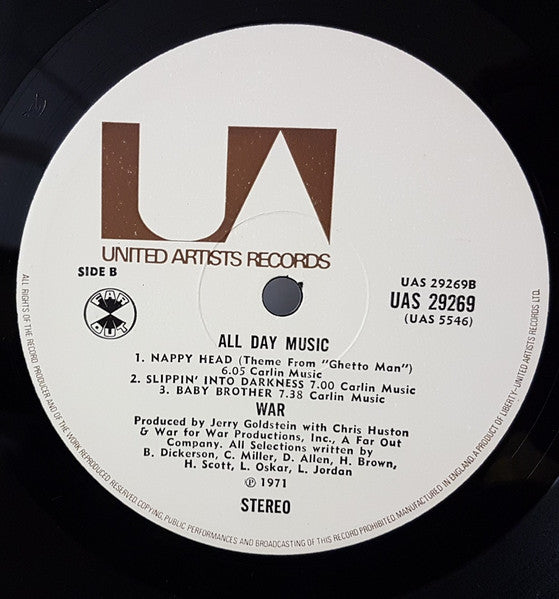 UA
UNITED ARTISTS RECORDS
SIDE B
FAR
OUT
UAS 29269B
UAS 29269
(UAS 5546)
ALL DAY MUSIC
1. NAPPY HEAD (Theme From "Ghetto Man")
6.05 Carlin Music
2. SLIPPIN' INTO DARKNESS 7.00 Carlin Music
3. BABY BROTHER 7.38 Carlin Music
WAR
Produced by Jerry Goldstein with Chris Huston
& War for War Productions, Inc., A Far Out
Company. All Selections written by
B. Dickerson, C. Miller, D. Allen, H. Brown,
H. Scott, L. Oskar, L. Jordan
℗ 1971
STEREO
ALL RIGHTS OF THE RECORD PRODUCER AND OF THE WORK REPRODUCED RESERVED. COPYING, PUBLIC PERFORMANCES AND BROADCASTING OF THIS RECORD PROHIBITED. MANUFACTURED IN ENGLAND. A PRODUCT OF LIBERTY-UNITED ARTISTS RECORDS LTD.